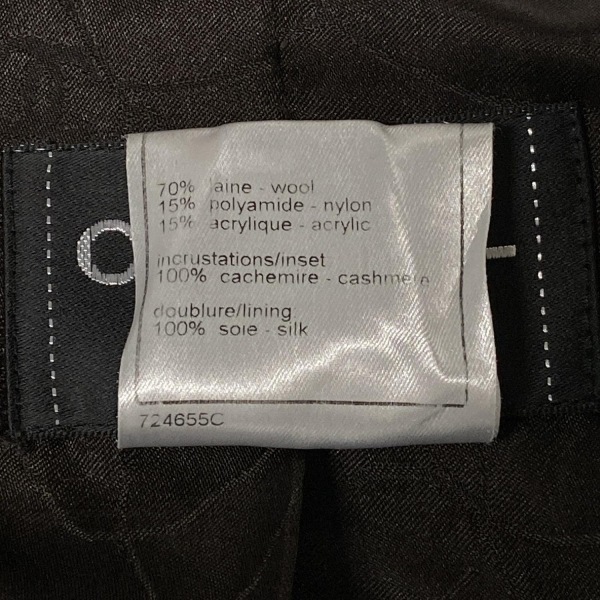 70% laine - wool
15% polyamide - nylon
15% acrylique - acrylic
incrustations/inset
100% cachemire - cashmere
doublure/lining
100% soie - silk
724655C